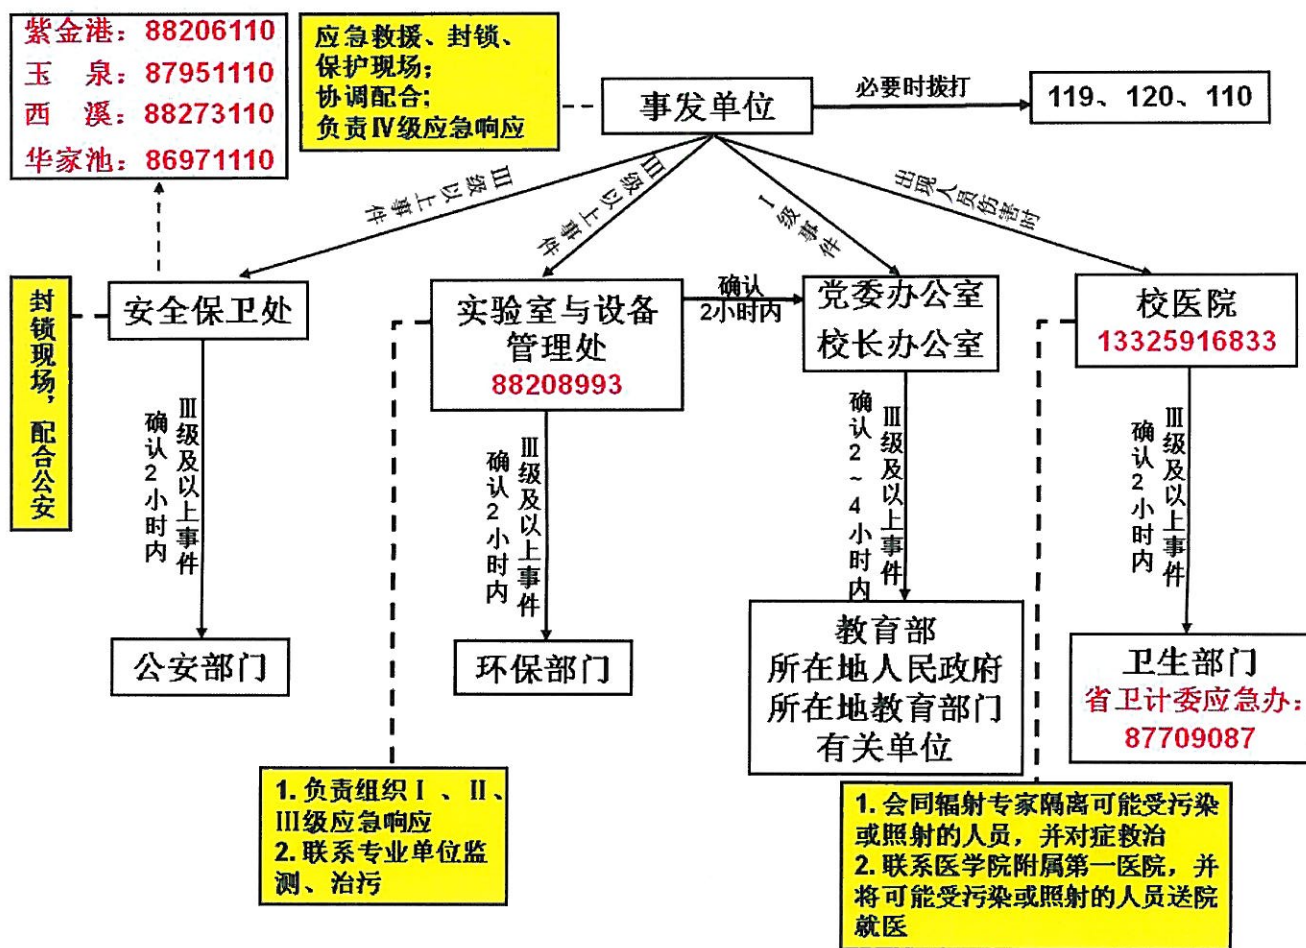 紫金港：88206110
玉　泉：87951110
西　溪：88273110
华家池：86971110
应急救援、封锁、
保护现场；
协调配合；
负责Ⅳ级应急响应
事发单位
必要时拨打
119、120、110
Ⅲ级以上事件
Ⅲ级以上事件
Ⅰ级事件
出现人员伤害时
封锁现场，配合公安
安全保卫处
实验室与设备
管理处
88208993
确认
2小时内
党委办公室
校长办公室
校医院
13325916833
Ⅲ级及以上事件
确认2小时内
Ⅲ级及以上事件
确认2小时内
Ⅲ级及以上事件
确认2~4小时内
Ⅲ级及以上事件
确认2小时内
公安部门
环保部门
教育部
所在地人民政府
所在地教育部门
有关单位
卫生部门
省卫计委应急办：
87709087
1. 负责组织Ⅰ、Ⅱ、
Ⅲ级应急响应
2. 联系专业单位监
测、治污
1. 会同辐射专家隔离可能受污染
或照射的人员，并对症救治
2. 联系医学院附属第一医院，并
将可能受污染或照射的人员送院
就医